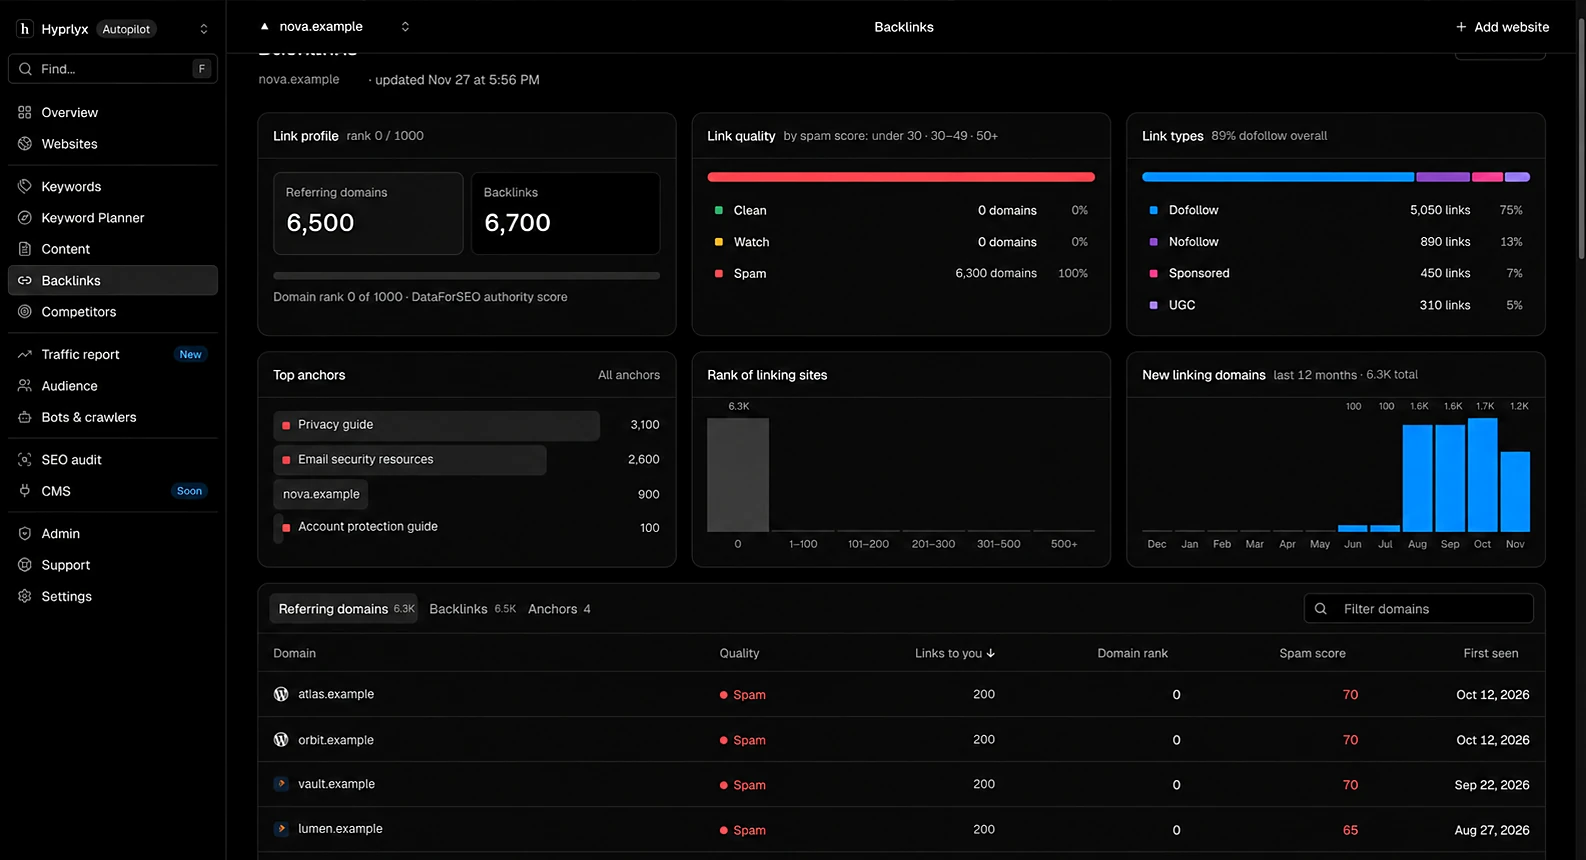 h Hyprlyx Autopilot
Find... F
Overview
Websites
Keywords
Keyword Planner
Content
Backlinks
Competitors
Traffic report New
Audience
Bots & crawlers
SEO audit
CMS Soon
Admin
Support
Settings
▲ nova.example
Backlinks
+ Add website
nova.example · updated Nov 27 at 5:56 PM
Link profile rank 0 / 1000
Referring domains
6,500
Backlinks
6,700
Domain rank 0 of 1000 · DataForSEO authority score
Link quality by spam score: under 30 · 30–49 · 50+
Clean 0 domains 0%
Watch 0 domains 0%
Spam 6,300 domains 100%
Link types 89% dofollow overall
Dofollow 5,050 links 75%
Nofollow 890 links 13%
Sponsored 450 links 7%
UGC 310 links 5%
Top anchors All anchors
Privacy guide 3,100
Email security resources 2,600
nova.example 900
Account protection guide 100
Rank of linking sites
6.3K
0 1–100 101–200 201–300 301–500 500+
New linking domains last 12 months · 6.3K total
100 100 1.6K 1.6K 1.7K 1.2K
Dec Jan Feb Mar Apr May Jun Jul Aug Sep Oct Nov
Referring domains 6.3K Backlinks 6.5K Anchors 4
Filter domains
Domain Quality Links to you ↓ Domain rank Spam score First seen
atlas.example Spam 200 0 70 Oct 12, 2026
orbit.example Spam 200 0 70 Oct 12, 2026
vault.example Spam 200 0 70 Sep 22, 2026
lumen.example Spam 200 0 65 Aug 27, 2026